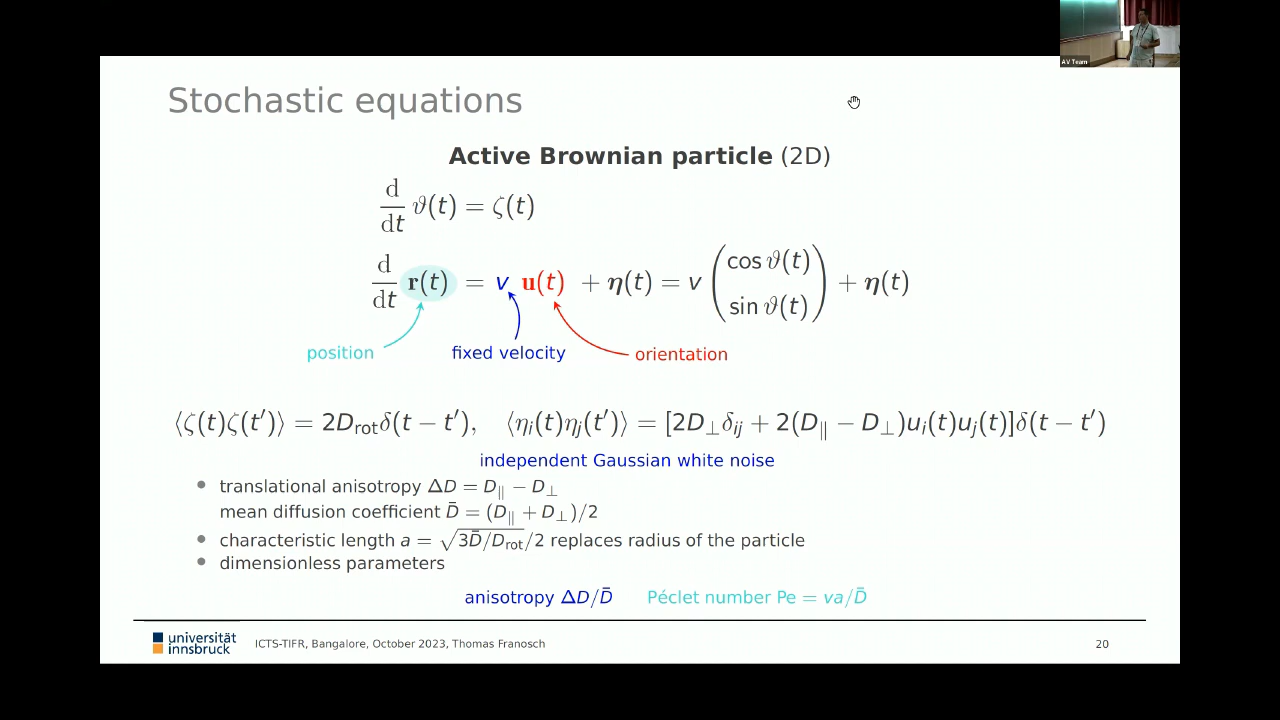 AV Team
Stochastic equations
Active Brownian particle (2D)
d/dt ϑ(t) = ζ(t)
d/dt r(t) = v u(t) + η(t) = v (cos ϑ(t) sin ϑ(t)) + η(t)
position
fixed velocity
orientation
⟨ζ(t)ζ(t′)⟩ = 2D_rot δ(t − t′), ⟨η_i(t)η_j(t′)⟩ = [2D_⊥δ_ij + 2(D_∥ − D_⊥)u_i(t)u_j(t)]δ(t − t′)
independent Gaussian white noise
• translational anisotropy ΔD = D_∥ − D_⊥
mean diffusion coefficient D̄ = (D_∥ + D_⊥)/2
• characteristic length a = √(3D̄/D_rot)/2 replaces radius of the particle
• dimensionless parameters
anisotropy ΔD/D̄ Péclet number Pe = va/D̄
universität
innsbruck
ICTS-TIFR, Bangalore, October 2023, Thomas Franosch
20